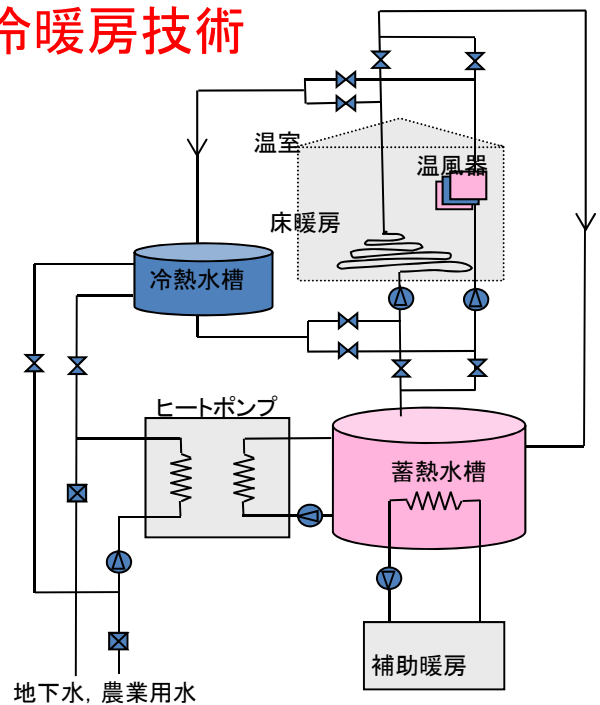 冷暖房技術
温室
温風器
床暖房
冷熱水槽
ヒートポンプ
蓄熱水槽
補助暖房
地下水，農業用水